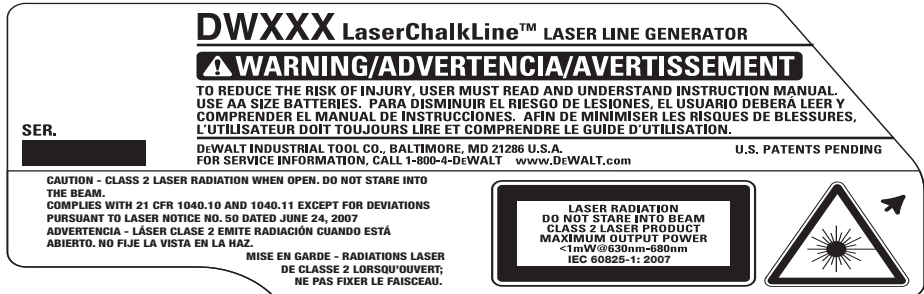 DWXXX LaserChalkLine™ LASER LINE GENERATOR
WARNING/ADVERTENCIA/AVERTISSEMENT
TO REDUCE THE RISK OF INJURY, USER MUST READ AND UNDERSTAND INSTRUCTION MANUAL.
USE AA SIZE BATTERIES. PARA DISMINUIR EL RIESGO DE LESIONES, EL USUARIO DEBERÁ LEER Y
COMPRENDER EL MANUAL DE INSTRUCCIONES. AFIN DE MINIMISER LES RISQUES DE BLESSURES,
L'UTILISATEUR DOIT TOUJOURS LIRE ET COMPRENDRE LE GUIDE D'UTILISATION.
SER.
DEWALT INDUSTRIAL TOOL CO., BALTIMORE, MD 21286 U.S.A. U.S. PATENTS PENDING
FOR SERVICE INFORMATION, CALL 1-800-4-DEWALT www.DEWALT.com
CAUTION - CLASS 2 LASER RADIATION WHEN OPEN. DO NOT STARE INTO
THE BEAM.
COMPLIES WITH 21 CFR 1040.10 AND 1040.11 EXCEPT FOR DEVIATIONS
PURSUANT TO LASER NOTICE NO. 50 DATED JUNE 24, 2007
ADVERTENCIA - LÁSER CLASE 2 EMITE RADIACIÓN CUANDO ESTÁ
ABIERTO. NO FIJE LA VISTA EN LA HAZ.
MISE EN GARDE - RADIATIONS LASER
DE CLASSE 2 LORSQU'OUVERT;
NE PAS FIXER LE FAISCEAU.
LASER RADIATION
DO NOT STARE INTO BEAM
CLASS 2 LASER PRODUCT
MAXIMUM OUTPUT POWER
<1mW@630nm-680nm
IEC 60825-1: 2007